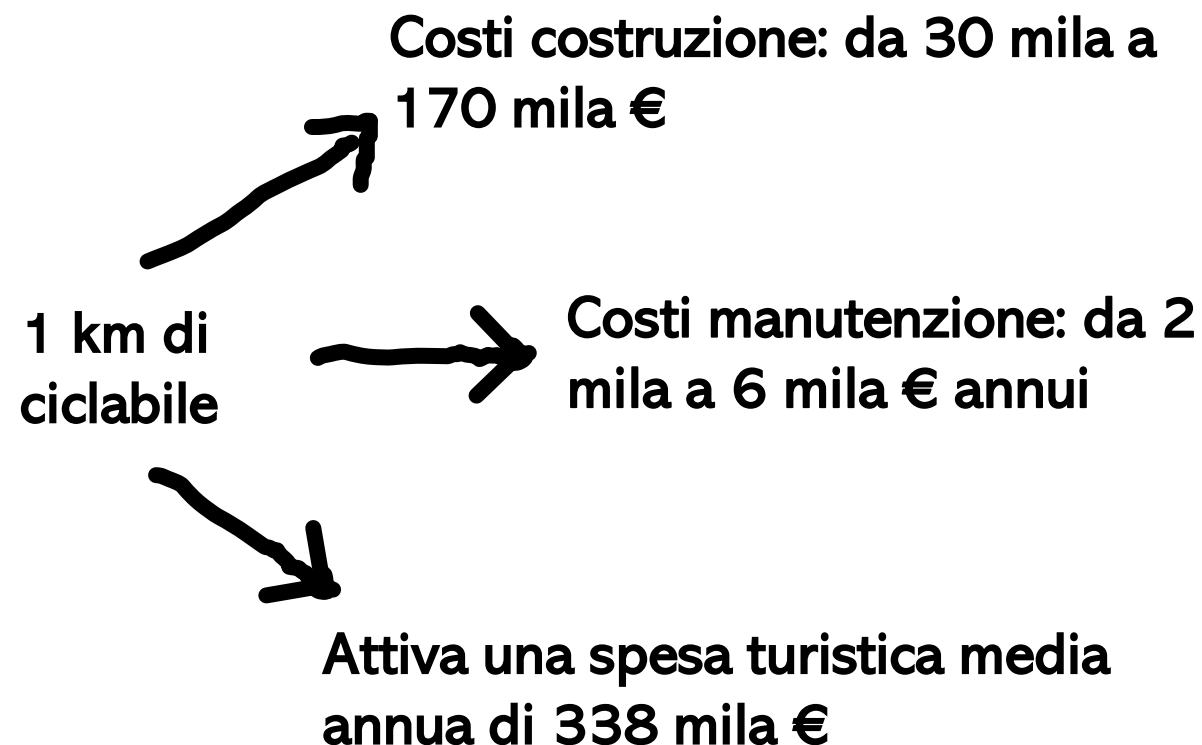 Costi costruzione: da 30 mila a
170 mila €
1 km di
ciclabile
Costi manutenzione: da 2
mila a 6 mila € annui
Attiva una spesa turistica media
annua di 338 mila €